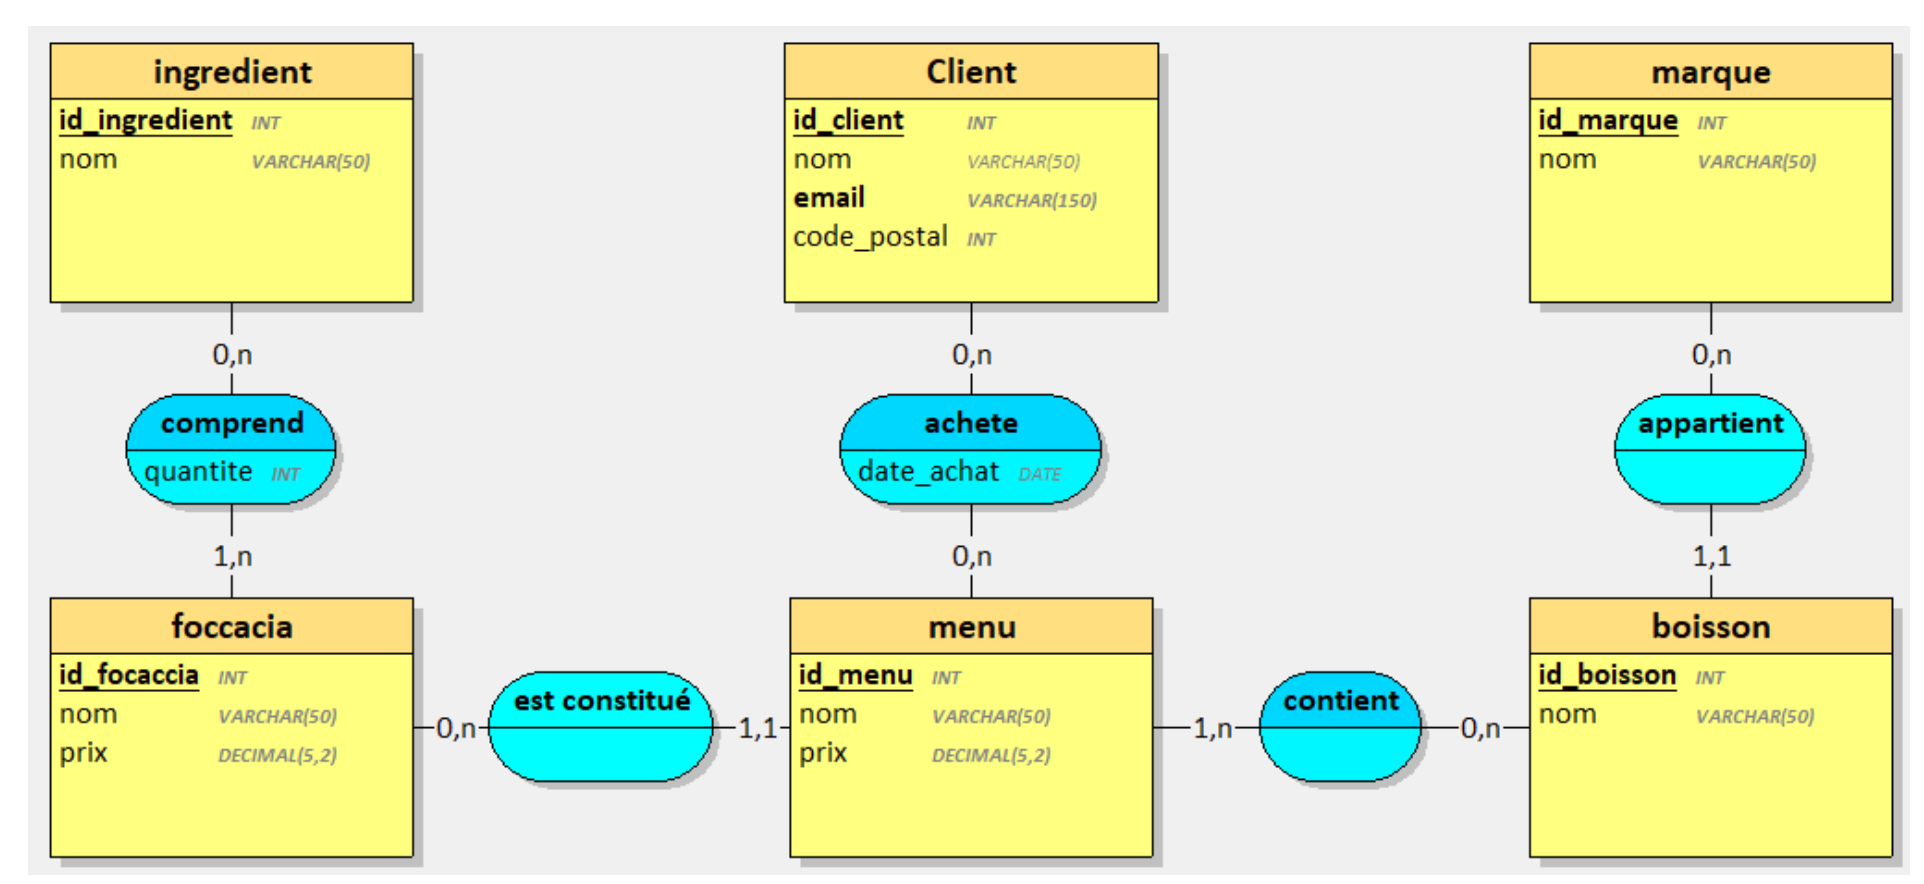 ingredient
id_ingredient INT
nom VARCHAR(50)
Client
id_client INT
nom VARCHAR(50)
email VARCHAR(150)
code_postal INT
marque
id_marque INT
nom VARCHAR(50)
0,n
0,n
0,n
comprend
quantite INT
achete
date_achat DATE
appartient
1,n
0,n
1,1
foccacia
id_focaccia INT
nom VARCHAR(50)
prix DECIMAL(5,2)
0,n
est constitué
1,1
menu
id_menu INT
nom VARCHAR(50)
prix DECIMAL(5,2)
1,n
contient
0,n
boisson
id_boisson INT
nom VARCHAR(50)